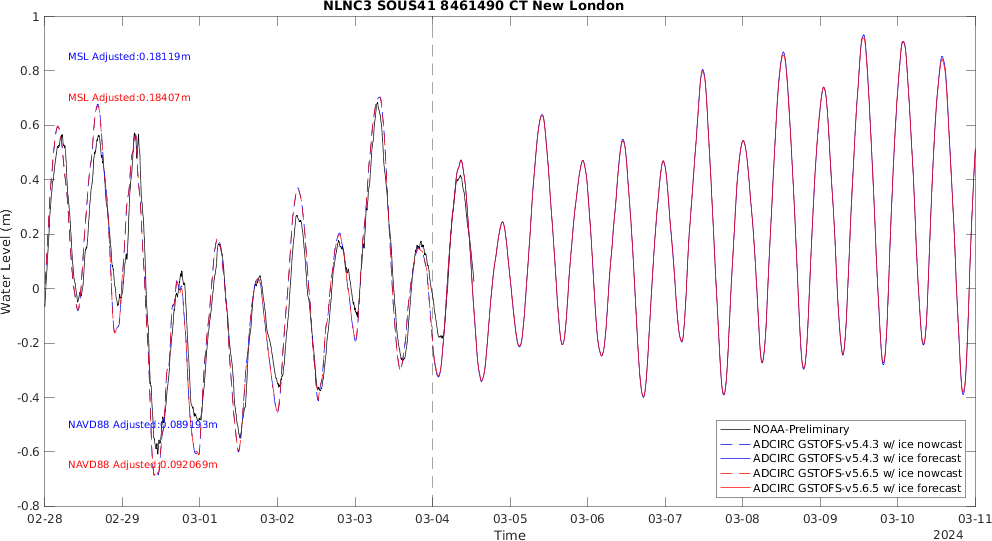 NLNC3 SOUS41 8461490 CT New London
1
0.8
0.6
0.4
0.2
0
-0.2
-0.4
-0.6
-0.8
Water Level (m)
MSL Adjusted:0.18119m
MSL Adjusted:0.18407m
NAVD88 Adjusted:0.089193m
NAVD88 Adjusted:0.092069m
NOAA-Preliminary
ADCIRC GSTOFS-v5.4.3 w/ ice nowcast
ADCIRC GSTOFS-v5.4.3 w/ ice forecast
ADCIRC GSTOFS-v5.6.5 w/ ice nowcast
ADCIRC GSTOFS-v5.6.5 w/ ice forecast
02-28 02-29 03-01 03-02 03-03 03-04 03-05 03-06 03-07 03-08 03-09 03-10 03-11
Time
2024